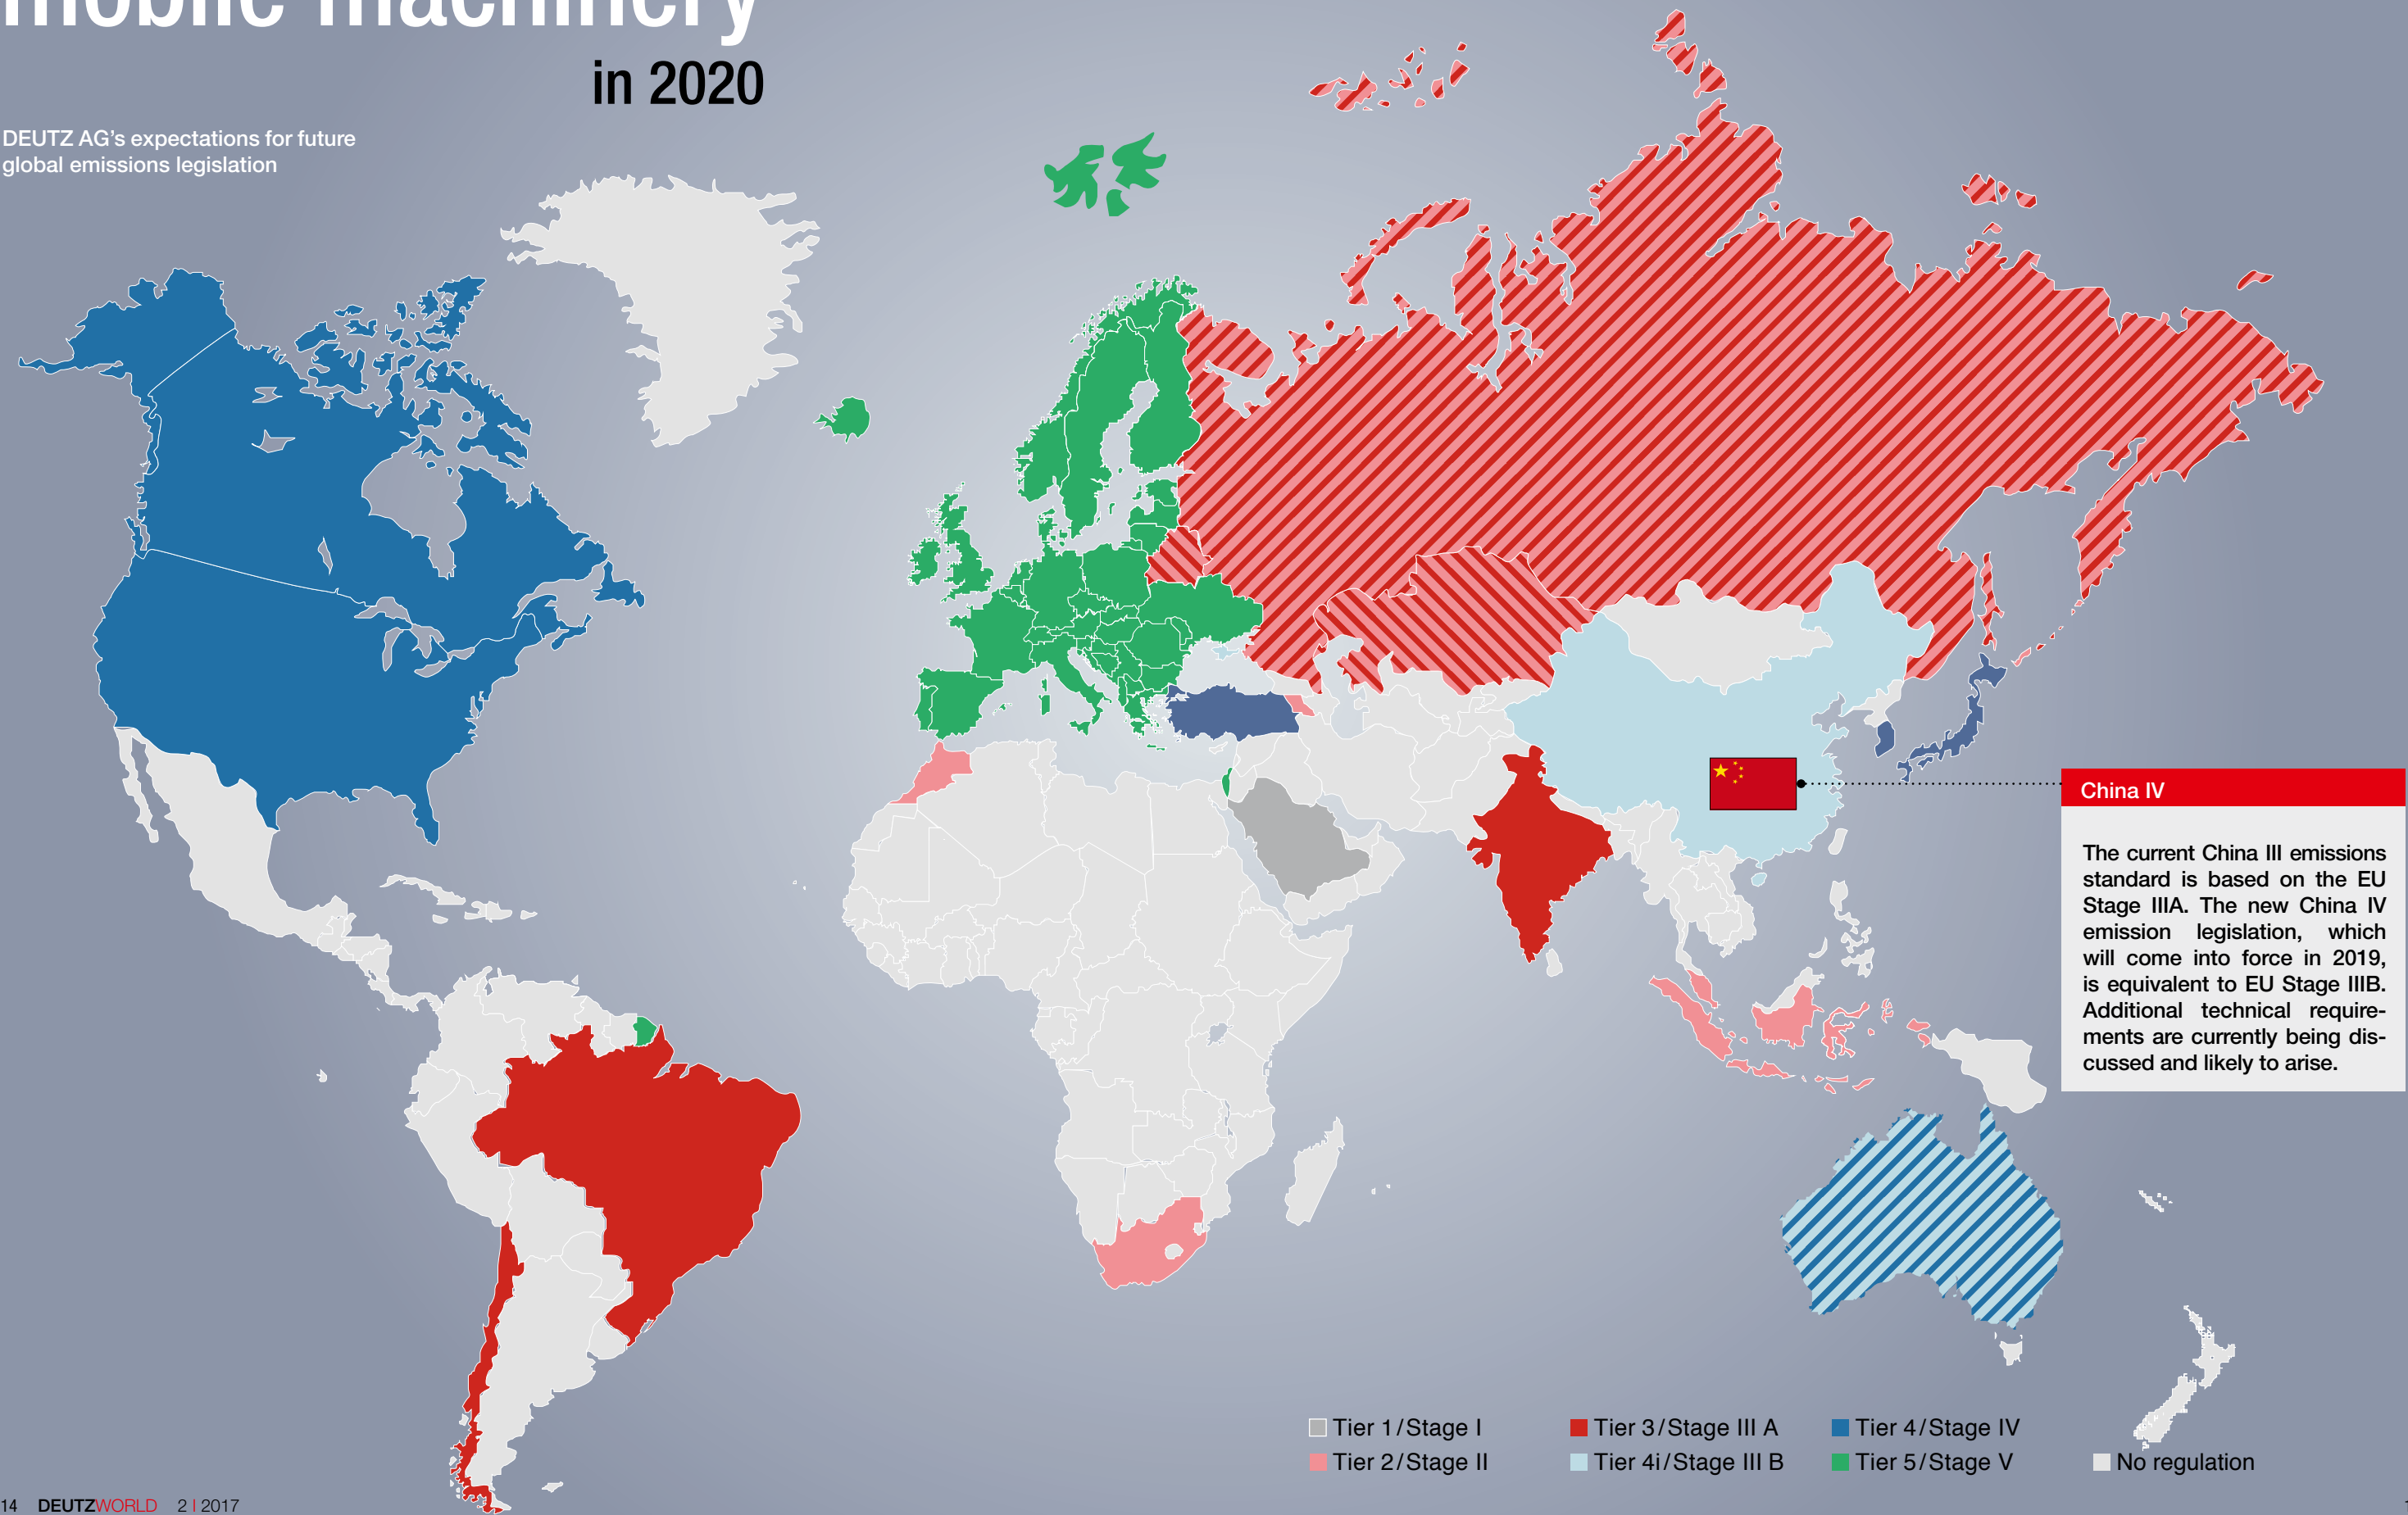 mobile machinery
in 2020
DEUTZ AG's expectations for future
global emissions legislation
China IV
The current China III emissions
standard is based on the EU
Stage IIIA. The new China IV
emission legislation, which
will come into force in 2019,
is equivalent to EU Stage IIIB.
Additional technical require-
ments are currently being dis-
cussed and likely to arise.
Tier 1/Stage I
Tier 3/Stage III A
Tier 4/Stage IV
Tier 2/Stage II
Tier 4i/Stage III B
Tier 5/Stage V
No regulation
14 DEUTZWORLD 2 | 2017